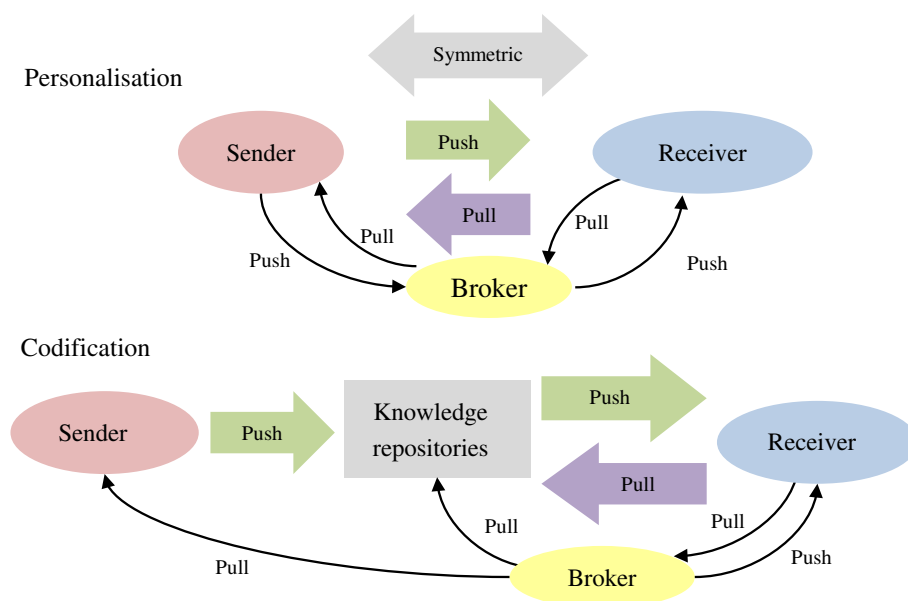 Symmetric
Personalisation
Push
Sender
Receiver
Pull
Pull
Pull
Push
Push
Broker
Codification
Knowledge
repositories
Push
Sender
Push
Receiver
Pull
Pull
Pull
Push
Pull
Broker